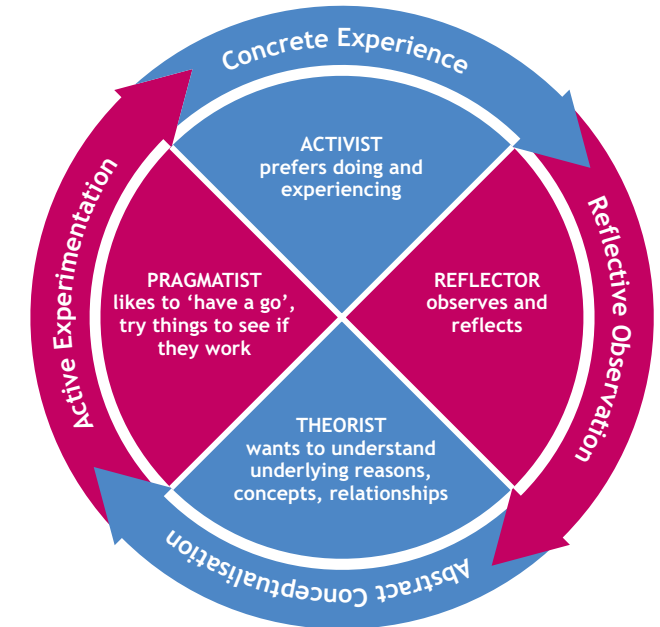 Concrete Experience
ACTIVIST
prefers doing and
experiencing
Reflective Observation
REFLECTOR
observes and
reflects
Abstract Conceptualisation
THEORIST
wants to understand
underlying reasons,
concepts, relationships
Active Experimentation
PRAGMATIST
likes to ‘have a go’,
try things to see if
they work